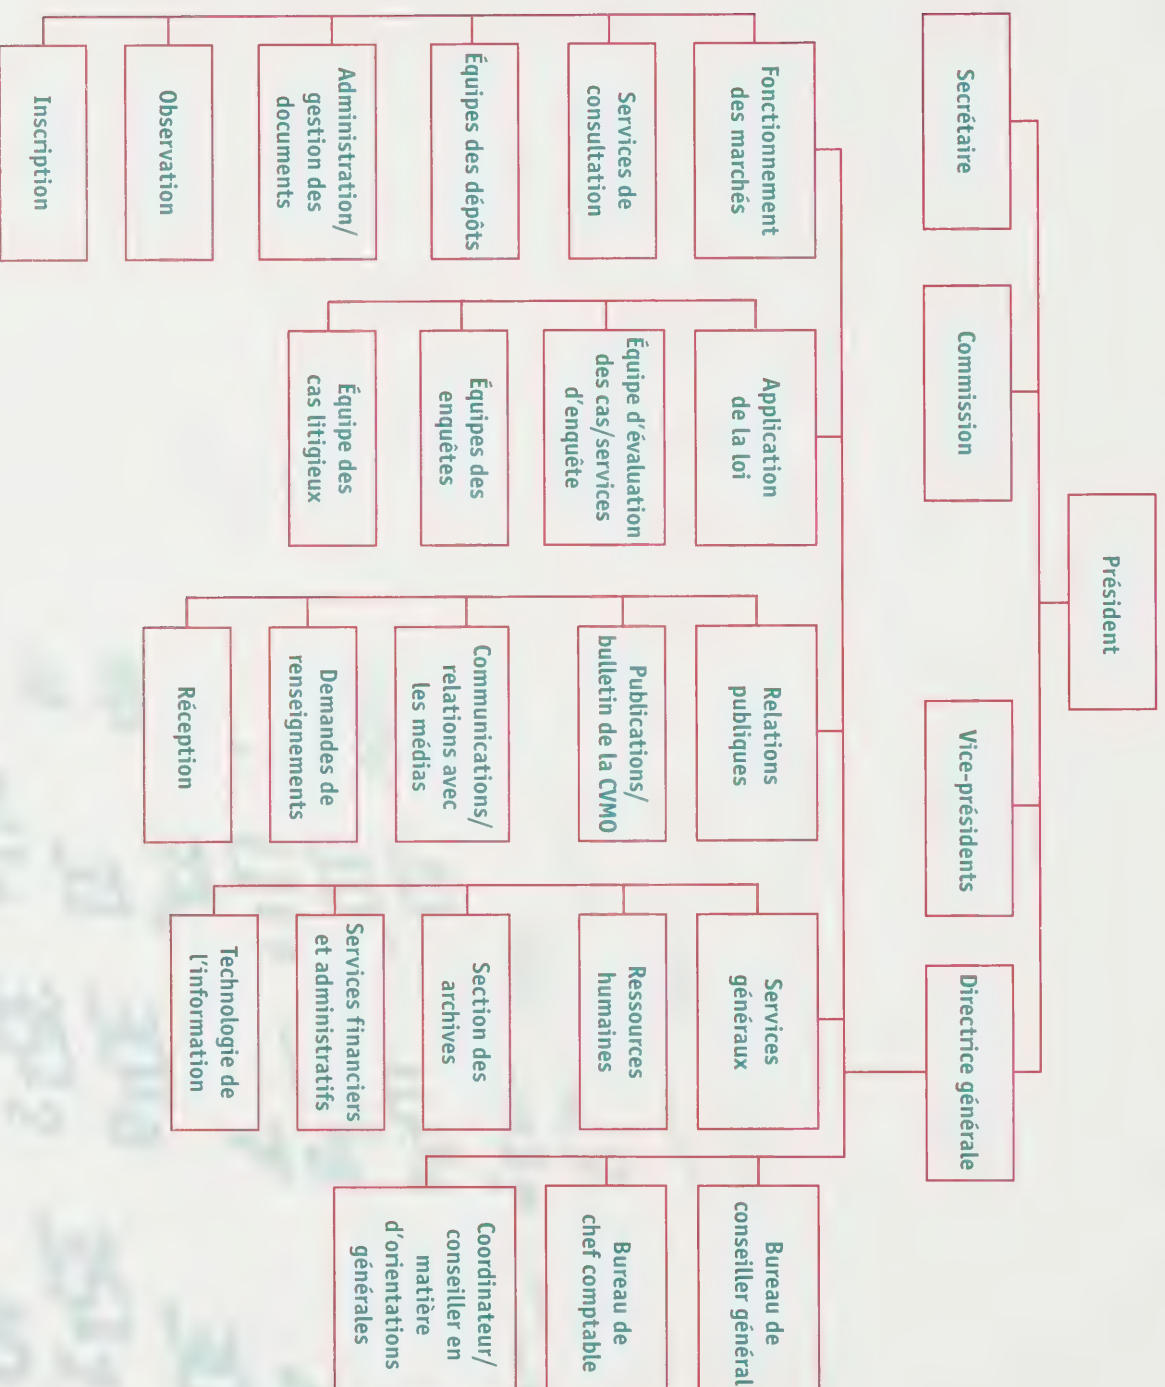 Président
Secrétaire
Commission
Vice-présidents
Directrice générale
Fonctionnement
des marchés
Services de
consultation
Équipes des dépôts
Administration/
gestion des
documents
Observation
Inscription
Application
de la loi
Équipe d'évaluation
des cas/services
d'enquête
Équipes des
enquêtes
Équipe des
cas litigieux
Relations
publiques
Publications/
bulletin de la CVMO
Communications/
relations avec
les médias
Demandes de
renseignements
Réception
Services
généraux
Ressources
humaines
Section des
archives
Services financiers
et administratifs
Technologie de
l'information
Bureau de
conseiller général
Bureau de
chef comptable
Coordinateur/
conseiller en
matière
d'orientations
générales